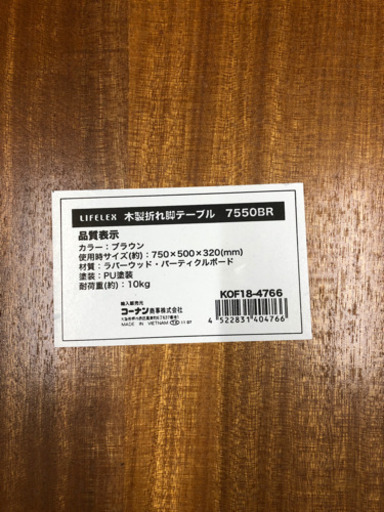 LIFELEX 木製折れ脚テーブル 7550BR
品質表示
カラー：ブラウン
使用時サイズ(約)：750×500×320(mm)
材質：ラバーウッド・パーティクルボード
塗装：PU塗装
耐荷重(約)：10kg
KOF18-4766
輸入販売元
コーナン商事株式会社
MADE IN VIETNAM
4 522831 404766